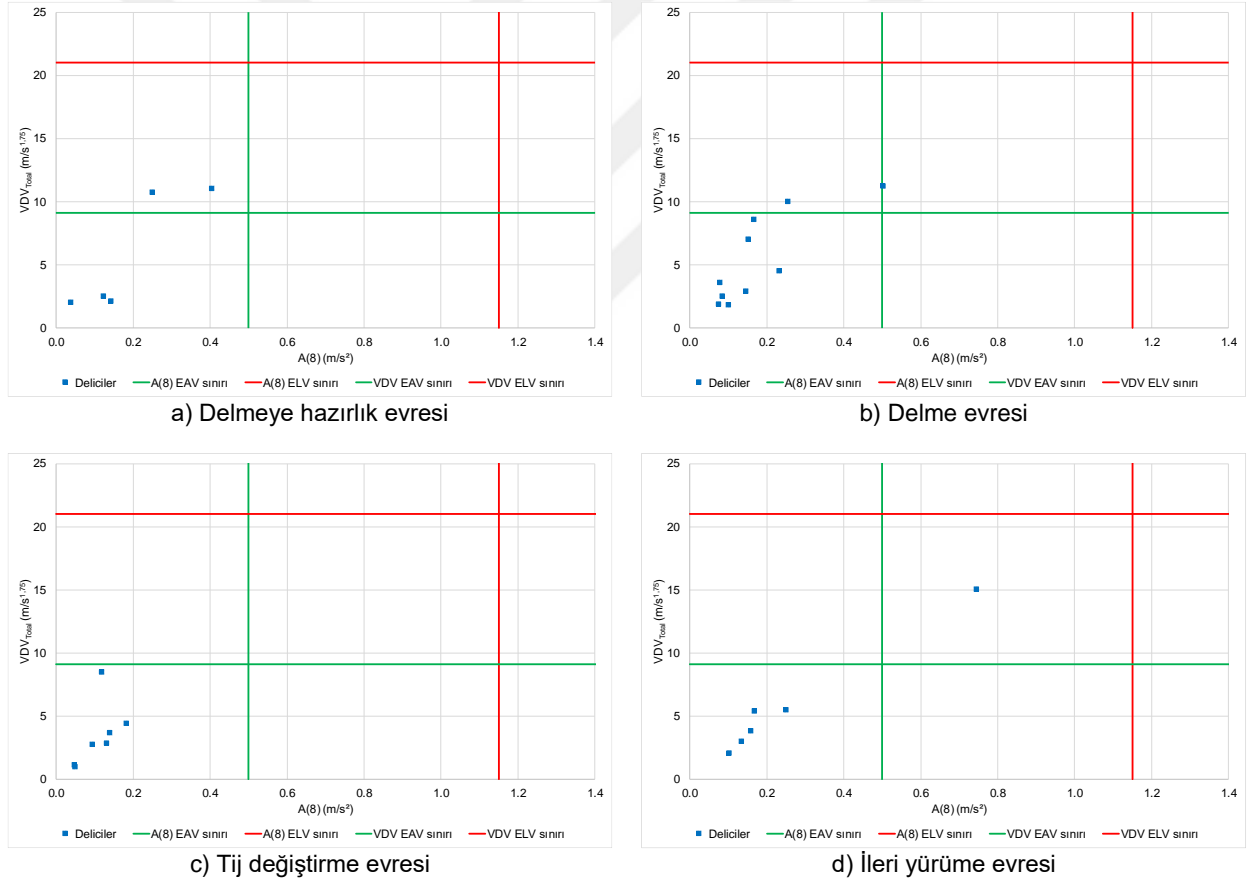 25
20
15
10
5
0
VDV Total (m/s 1.75)
0.0 0.2 0.4 0.6 0.8 1.0 1.2 1.4
A(8) (m/s²)
Deliciler A(8) EAV sınırı A(8) ELV sınırı VDV EAV sınırı VDV ELV sınırı
a) Delmeye hazırlık evresi
25
20
15
10
5
0
VDV Total (m/s 1.75)
0.0 0.2 0.4 0.6 0.8 1.0 1.2 1.4
A(8) (m/s²)
Deliciler A(8) EAV sınırı A(8) ELV sınırı VDV EAV sınırı VDV ELV sınırı
b) Delme evresi
25
20
15
10
5
0
VDV Total (m/s 1.75)
0.0 0.2 0.4 0.6 0.8 1.0 1.2 1.4
A(8) (m/s²)
Deliciler A(8) EAV sınırı A(8) ELV sınırı VDV EAV sınırı VDV ELV sınırı
c) Tij değiştirme evresi
25
20
15
10
5
0
VDV Total (m/s 1.75)
0.0 0.2 0.4 0.6 0.8 1.0 1.2 1.4
A(8) (m/s²)
Deliciler A(8) EAV sınırı A(8) ELV sınırı VDV EAV sınırı VDV ELV sınırı
d) İleri yürüme evresi